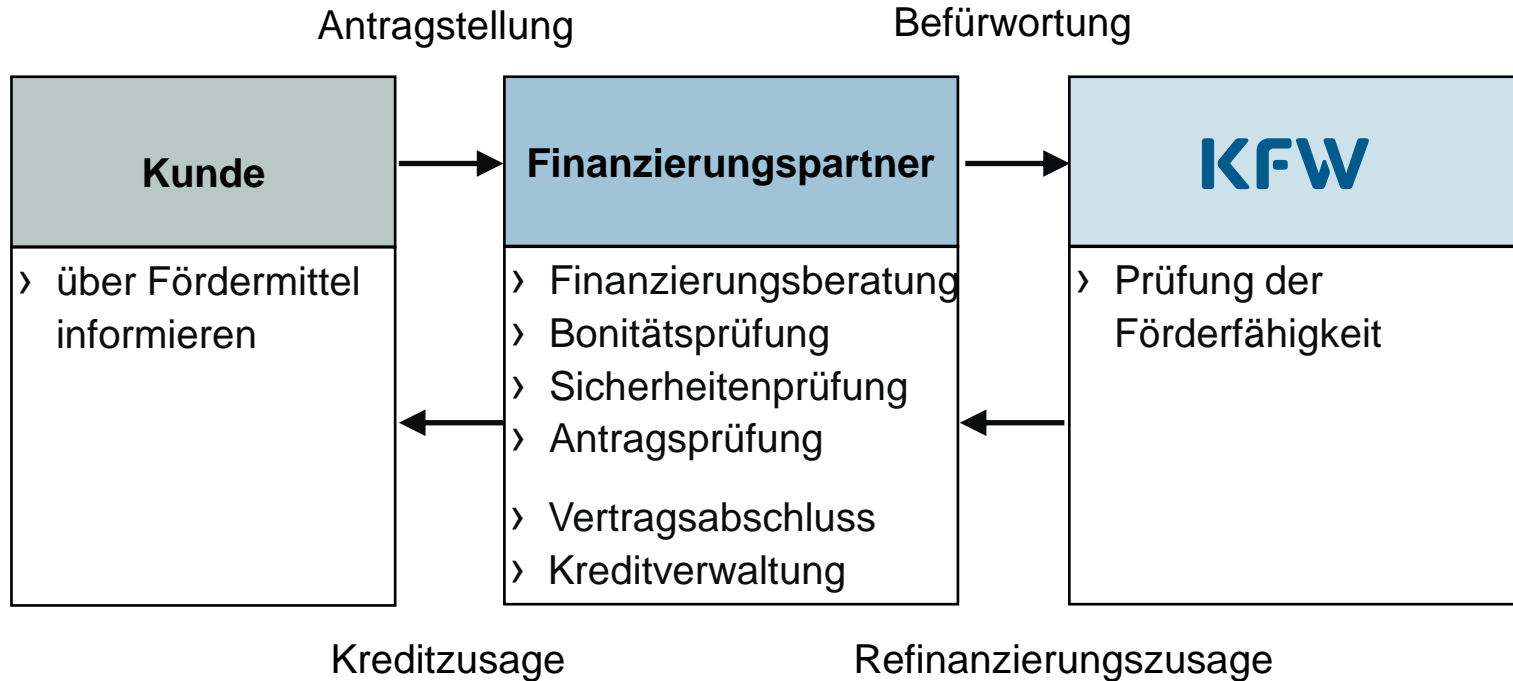 Antragstellung
Befürwortung
Kunde
Finanzierungspartner
KFW
› über Fördermittel
informieren
› Finanzierungsberatung
› Bonitätsprüfung
› Sicherheitenprüfung
› Antragsprüfung
› Vertragsabschluss
› Kreditverwaltung
› Prüfung der
Förderfähigkeit
Kreditzusage
Refinanzierungszusage